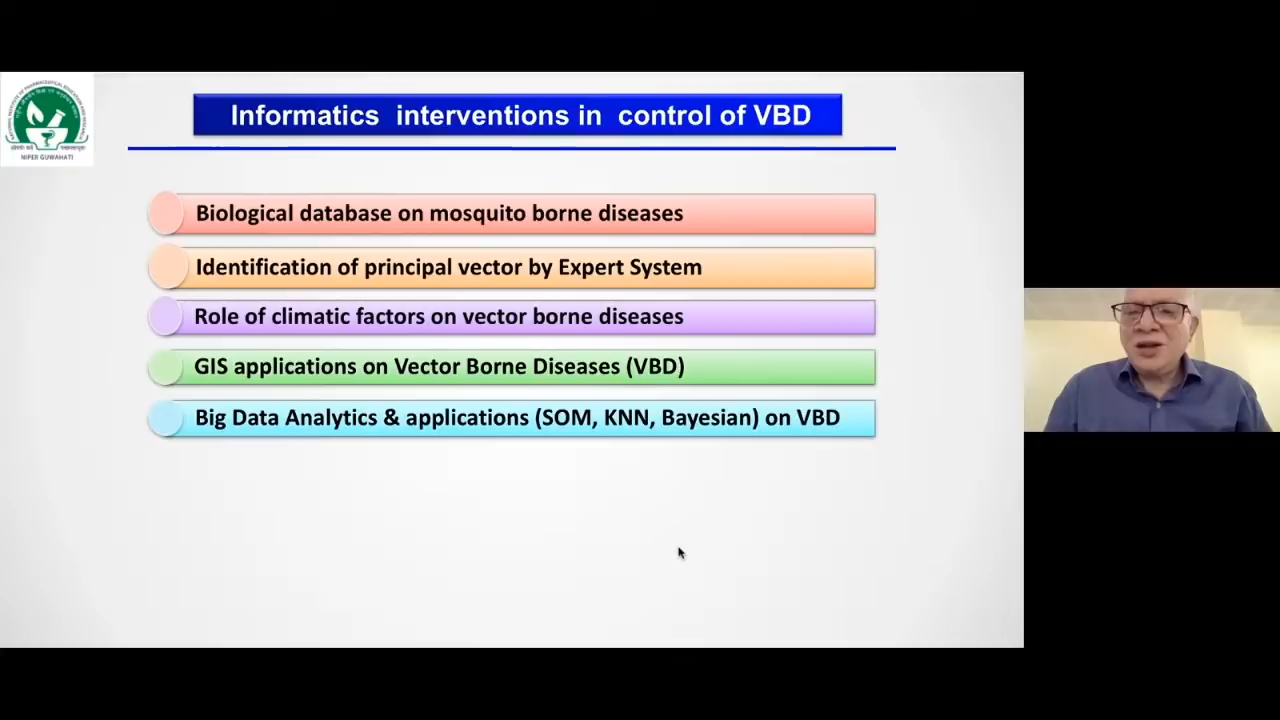 NIPER GUWAHATI
Informatics interventions in control of VBD
Biological database on mosquito borne diseases
Identification of principal vector by Expert System
Role of climatic factors on vector borne diseases
GIS applications on Vector Borne Diseases (VBD)
Big Data Analytics & applications (SOM, KNN, Bayesian) on VBD